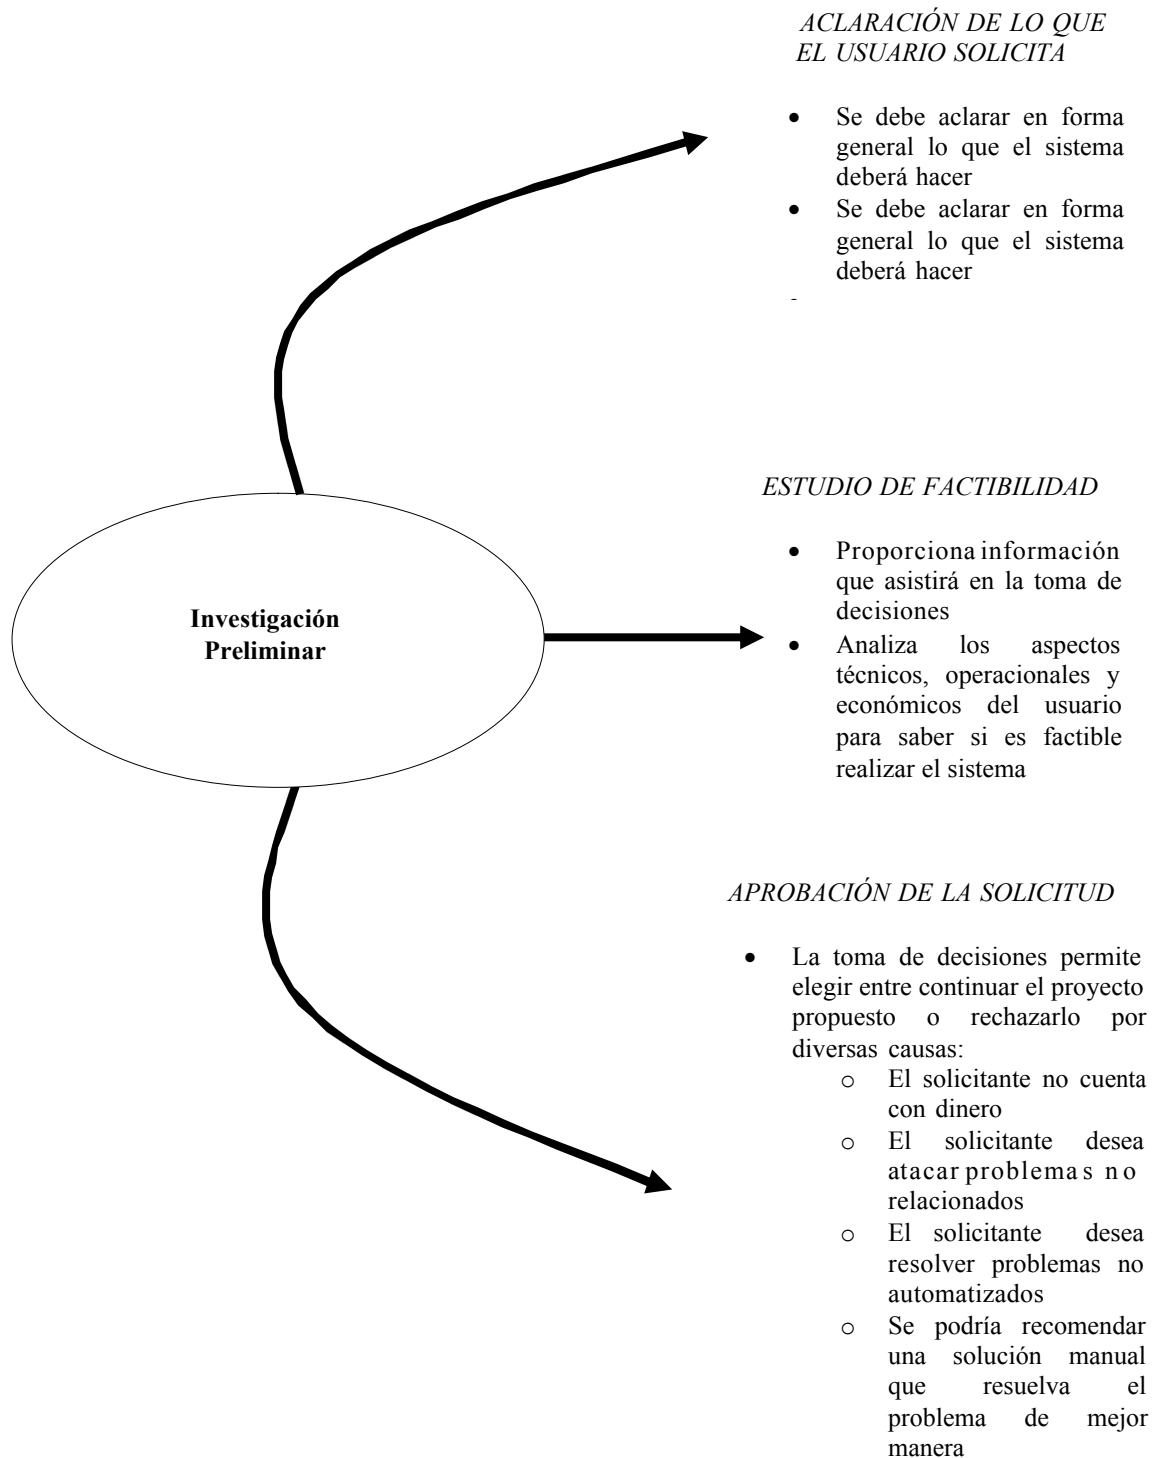 ACLARACIÓN DE LO QUE
EL USUARIO SOLICITA
• Se debe aclarar en forma
general lo que el sistema
deberá hacer
• Se debe aclarar en forma
general lo que el sistema
deberá hacer
Investigación
Preliminar
ESTUDIO DE FACTIBILIDAD
• Proporciona información
que asistirá en la toma de
decisiones
• Analiza los aspectos
técnicos, operacionales y
económicos del usuario
para saber si es factible
realizar el sistema
APROBACIÓN DE LA SOLICITUD
• La toma de decisiones permite
elegir entre continuar el proyecto
propuesto o rechazarlo por
diversas causas:
o El solicitante no cuenta
con dinero
o El solicitante desea
atacar problemas no
relacionados
o El solicitante desea
resolver problemas no
automatizados
o Se podría recomendar
una solución manual
que resuelva el
problema de mejor
manera